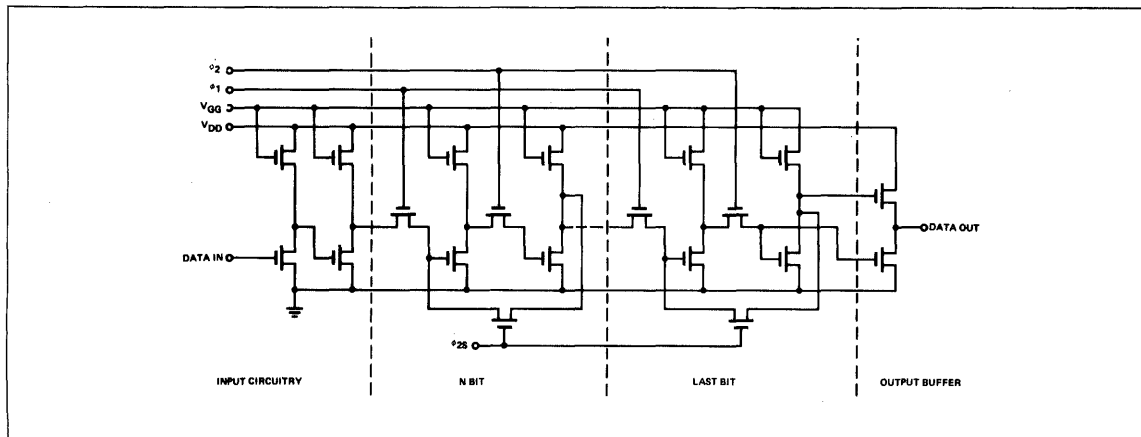 φ2
φ1
VGG
VDD
DATA IN
DATA OUT
φ2S
INPUT CIRCUITRY
N BIT
LAST BIT
OUTPUT BUFFER